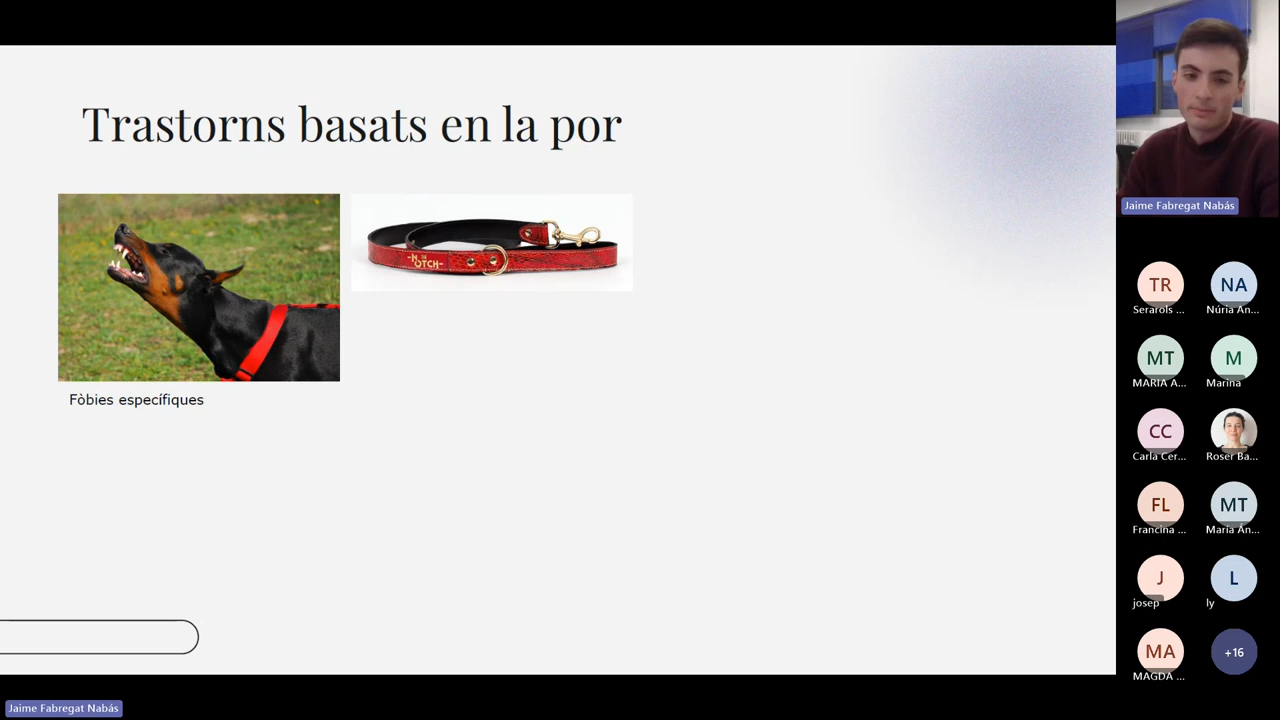 Trastorns basats en la por
Fòbies específiques
Jaime Fabregat Nabás
TR
Serarols ...
NA
Núria An...
MT
MARIA A...
M
Marina
CC
Carla Cer...
Roser Ba...
FL
Francina ...
MT
Maria Án...
J
josep
L
ly
MA
MAGDA ...
+16
Jaime Fabregat Nabás